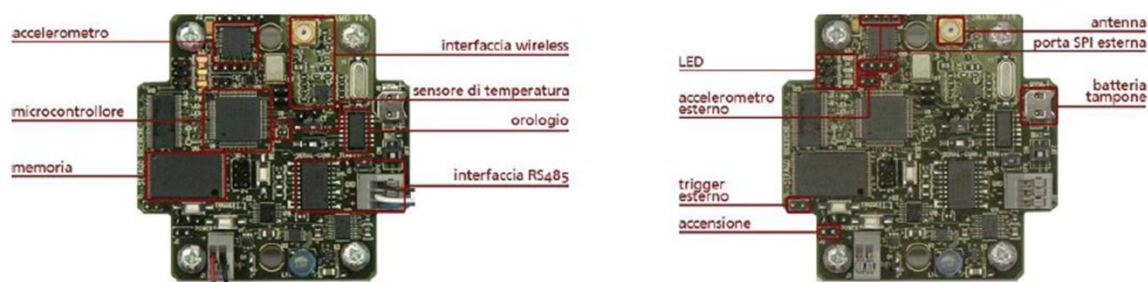 accelerometro
interfaccia wireless
sensore di temperatura
microcontrollore
orologio
memoria
interfaccia RS485
antenna
porta SPI esterna
LED
batteria
tampone
accelerometro
esterno
trigger
esterno
accensione